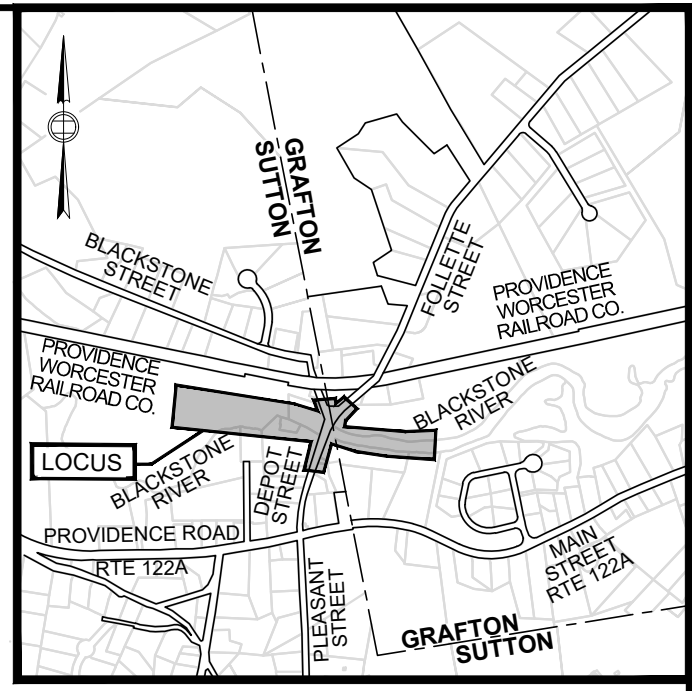 GRAFTON
SUTTON
BLACKSTONE
STREET
FOLLETTE
STREET
PROVIDENCE
WORCESTER
RAILROAD CO.
PROVIDENCE
WORCESTER
RAILROAD CO.
BLACKSTONE
RIVER
LOCUS
BLACKSTONE
RIVER
DEPOT
STREET
PROVIDENCE ROAD
RTE 122A
MAIN
STREET
RTE 122A
PLEASANT
STREET
GRAFTON
SUTTON